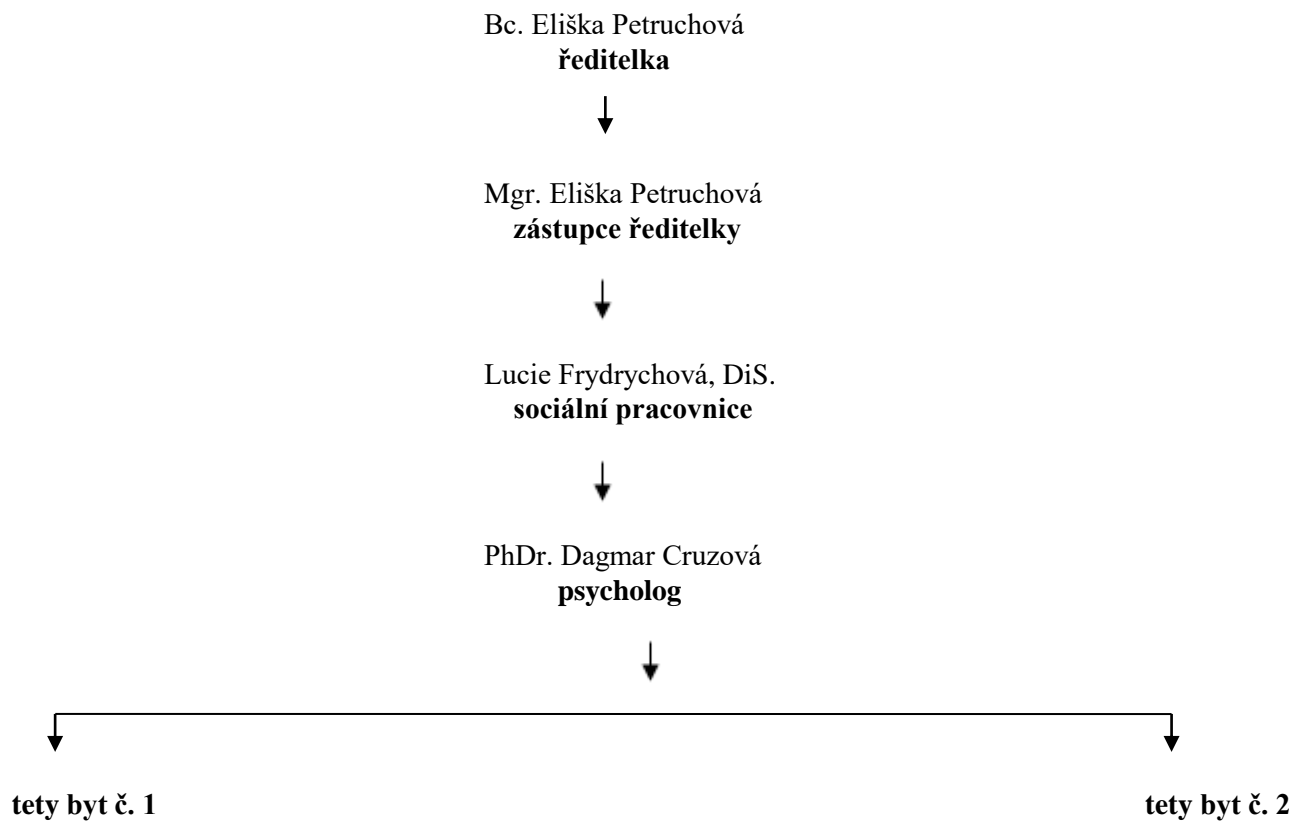 Bc. Eliška Petruchová
ředitelka
Mgr. Eliška Petruchová
zástupce ředitelky
Lucie Frydrychová, DiS.
sociální pracovnice
PhDr. Dagmar Cruzová
psycholog
tety byt č. 1
tety byt č. 2